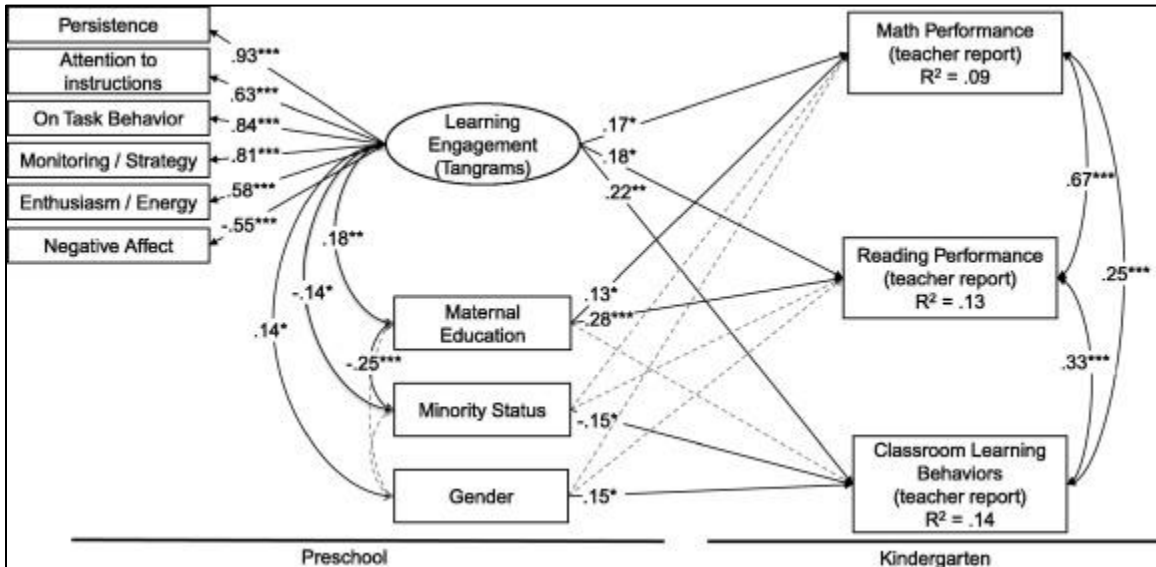 Persistence
Attention to
instructions
On Task Behavior
Monitoring / Strategy
Enthusiasm / Energy
Negative Affect
.93***
.63***
.84***
.81***
.58***
-.55***
Learning
Engagement
(Tangrams)
.18**
-.14*
.14*
-.25***
Maternal
Education
Minority Status
Gender
.17*
.18*
.22**
.13*
.28***
-.15*
.15*
Math Performance
(teacher report)
R² = .09
Reading Performance
(teacher report)
R² = .13
Classroom Learning
Behaviors
(teacher report)
R² = .14
.67***
.25***
.33***
Preschool
Kindergarten